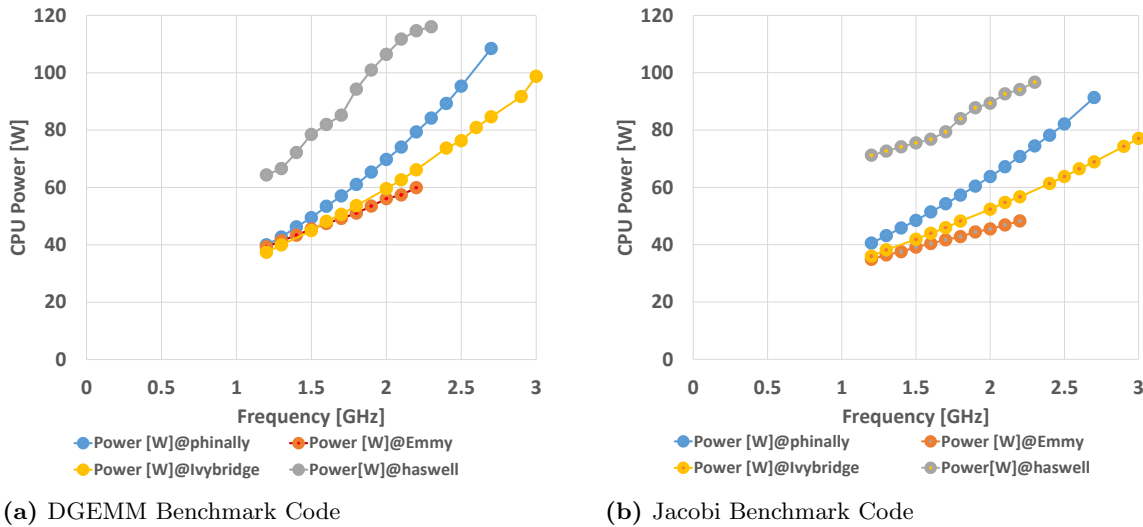 120
100
80
60
40
20
0
CPU Power [W]
0 0.5 1 1.5 2 2.5 3
Frequency [GHz]
Power [W]@phinally Power [W]@Emmy
Power [W]@Ivybridge Power[W]@haswell
(a) DGEMM Benchmark Code
120
100
80
60
40
20
0
CPU Power [W]
0 0.5 1 1.5 2 2.5 3
Frequency [GHz]
Power [W]@phinally Power [W]@Emmy
Power [W]@Ivybridge Power[W]@haswell
(b) Jacobi Benchmark Code